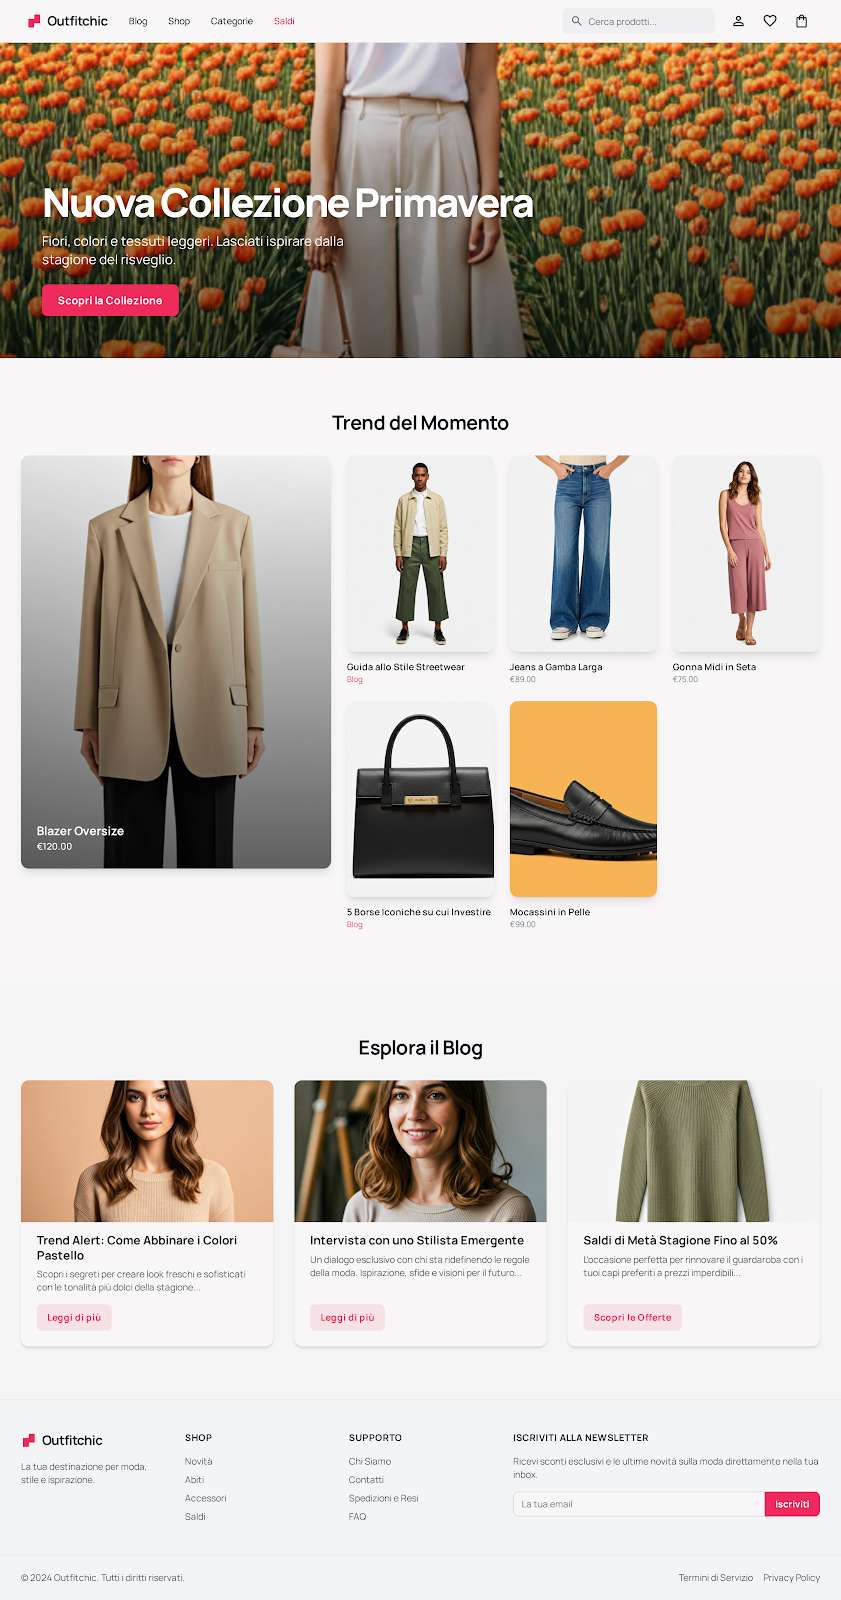 Outfitchic
Blog
Shop
Categorie
Saldi
Cerca prodotti...
Nuova Collezione Primavera
Fiori, colori e tessuti leggeri. Lasciati ispirare dalla
stagione del risveglio.
Scopri la Collezione
Trend del Momento
Blazer Oversize
€120.00
Guida allo Stile Streetwear
Blog
Jeans a Gamba Larga
€89.00
Gonna Midi in Seta
€75.00
5 Borse Iconiche su cui Investire
Blog
Mocassini in Pelle
€99.00
Esplora il Blog
Trend Alert: Come Abbinare i Colori
Pastello
Scopri i segreti per creare look freschi e sofisticati
con le tonalità più dolci della stagione...
Leggi di più
Intervista con uno Stilista Emergente
Un dialogo esclusivo con chi sta ridefinendo le regole
della moda. Ispirazione, sfide e visioni per il futuro...
Leggi di più
Saldi di Metà Stagione Fino al 50%
L'occasione perfetta per rinnovare il guardaroba con i
tuoi capi preferiti a prezzi imperdibili...
Scopri le Offerte
Outfitchic
La tua destinazione per moda,
stile e ispirazione.
SHOP
Novità
Abiti
Accessori
Saldi
SUPPORTO
Chi Siamo
Contatti
Spedizioni e Resi
FAQ
ISCRIVITI ALLA NEWSLETTER
Ricevi sconti esclusivi e le ultime novità sulla moda direttamente nella tua
inbox.
La tua email
Iscriviti
© 2024 Outfitchic. Tutti i diritti riservati.
Termini di Servizio
Privacy Policy